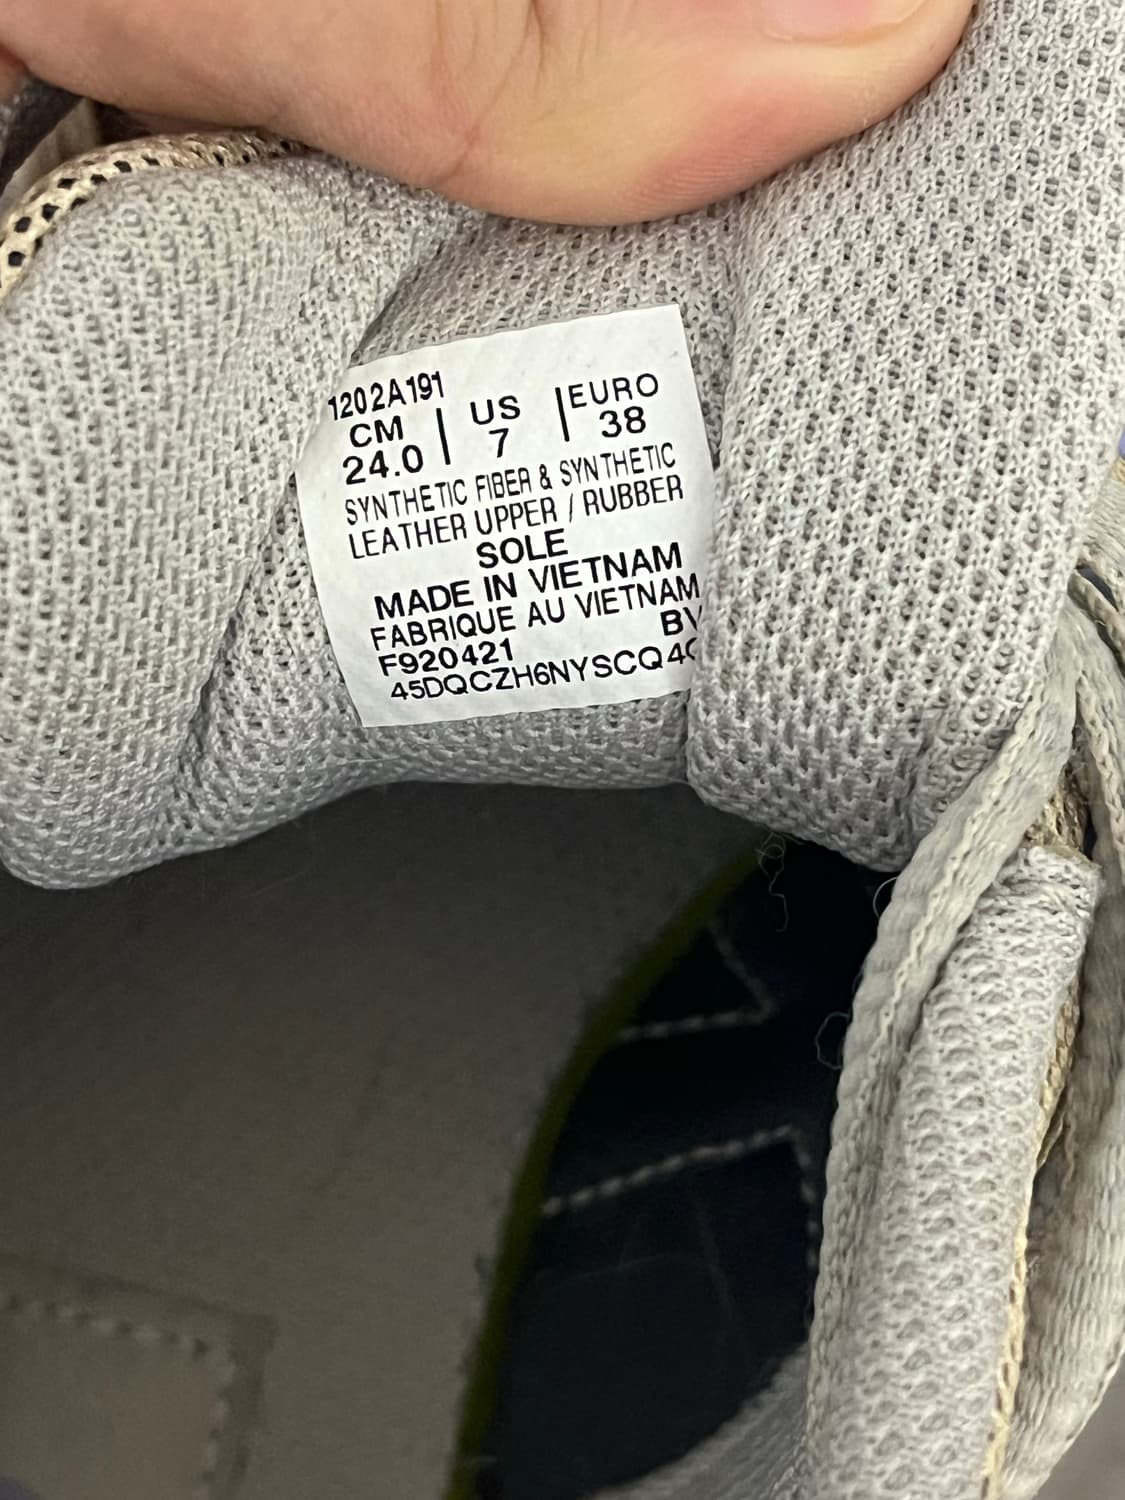 1202A191
CM | US | EURO
24.0 7 38
SYNTHETIC FIBER & SYNTHETIC
LEATHER UPPER / RUBBER
SOLE
MADE IN VIETNAM
FABRIQUE AU VIETNAM
F920421